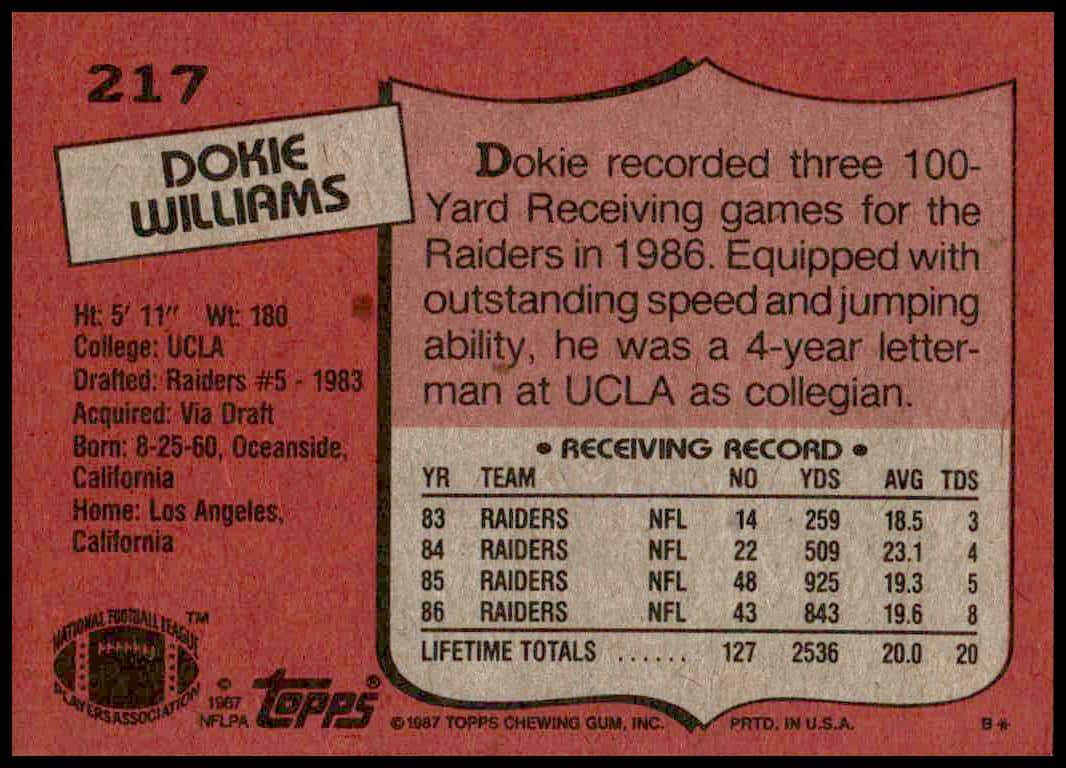 217
DOKIE
WILLIAMS
Ht: 5' 11" Wt: 180
College: UCLA
Drafted: Raiders #5 - 1983
Acquired: Via Draft
Born: 8-25-60, Oceanside,
California
Home: Los Angeles,
California
Dokie recorded three 100-
Yard Receiving games for the
Raiders in 1986. Equipped with
outstanding speed and jumping
ability, he was a 4-year letter-
man at UCLA as collegian.
• RECEIVING RECORD •
YR TEAM NO YDS AVG TDS
83 RAIDERS NFL 14 259 18.5 3
84 RAIDERS NFL 22 509 23.1 4
85 RAIDERS NFL 48 925 19.3 5
86 RAIDERS NFL 43 843 19.6 8
LIFETIME TOTALS ...... 127 2536 20.0 20
NATIONAL FOOTBALL LEAGUE ™
PLAYERS ASSOCIATION
©
1967
NFLPA
TOPPS®
©1987 TOPPS CHEWING GUM, INC. PRTD. IN U.S.A. B*